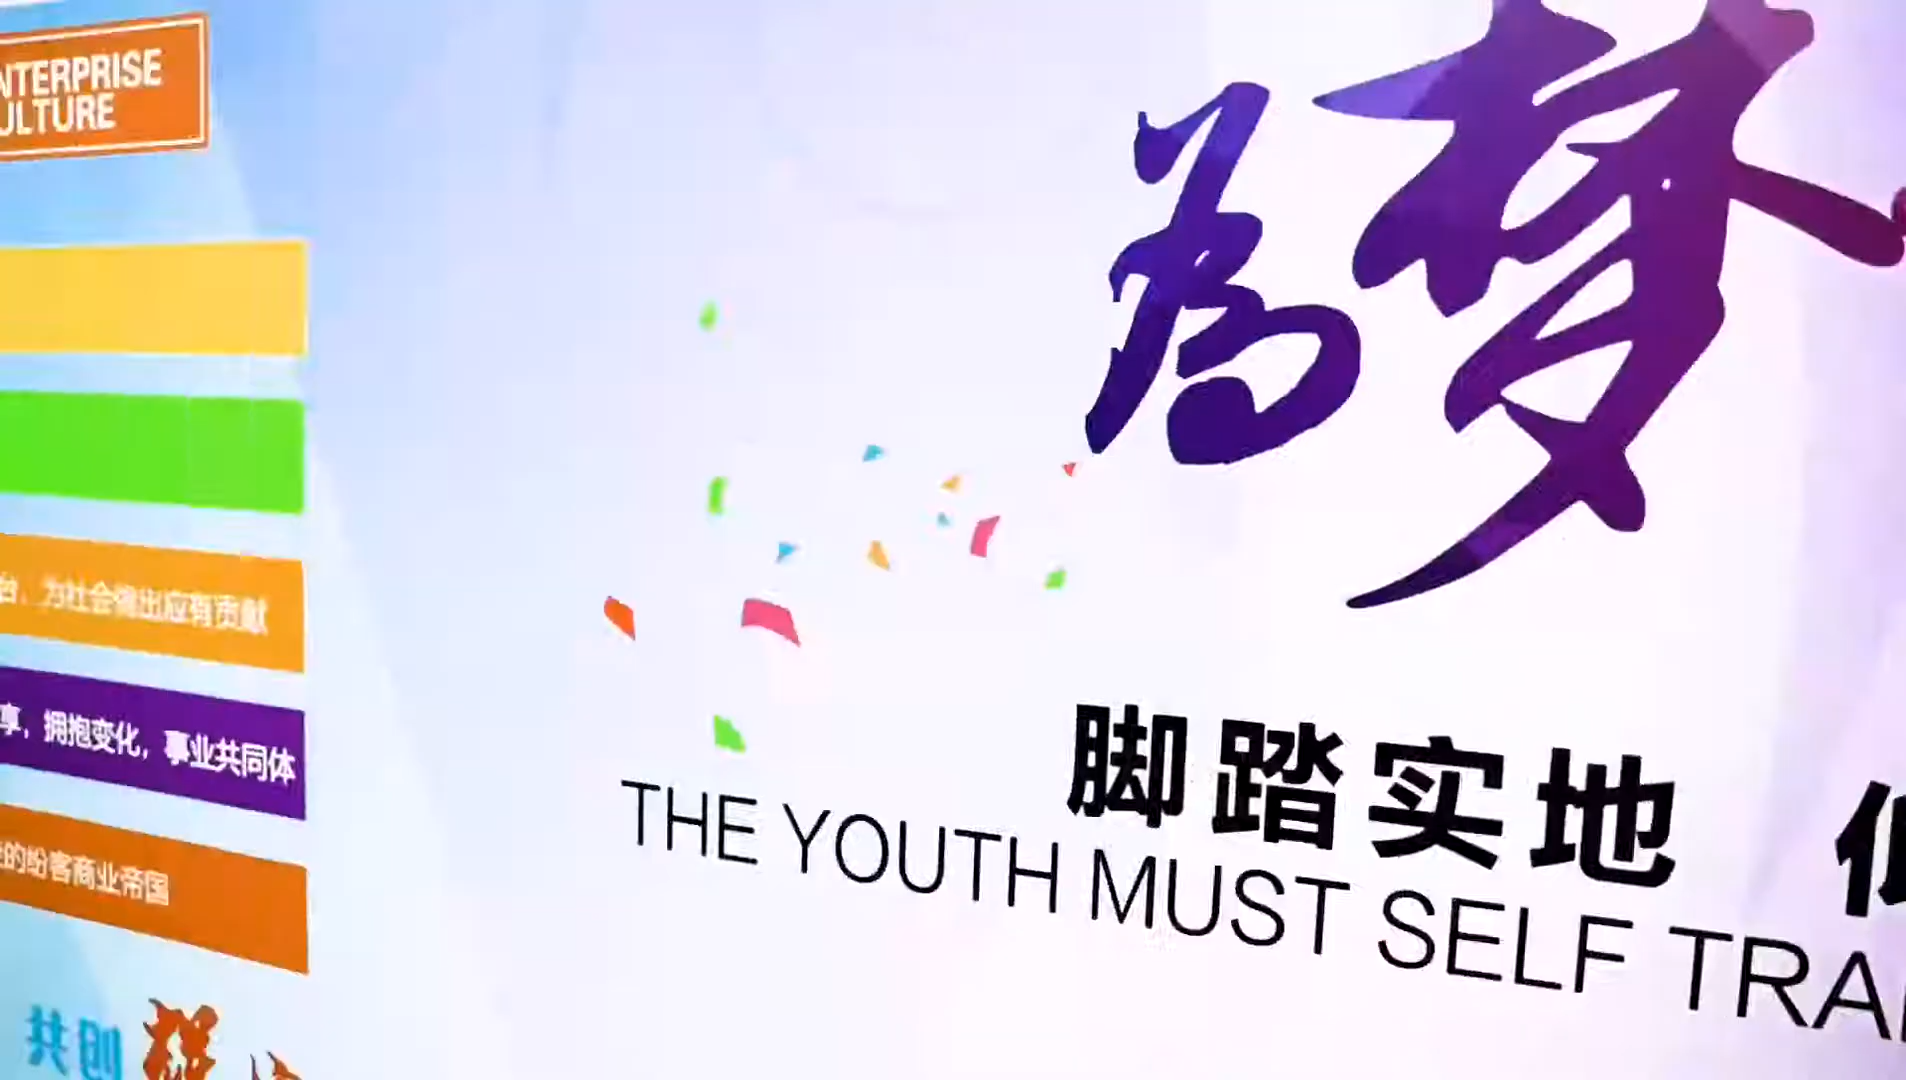 NTERPRISE
ULTURE
台，为社会做出应有贡献
享，拥抱变化，事业共同体
的纷客商业帝国
共创
为梦
脚踏实地
THE YOUTH MUST SELF TRA